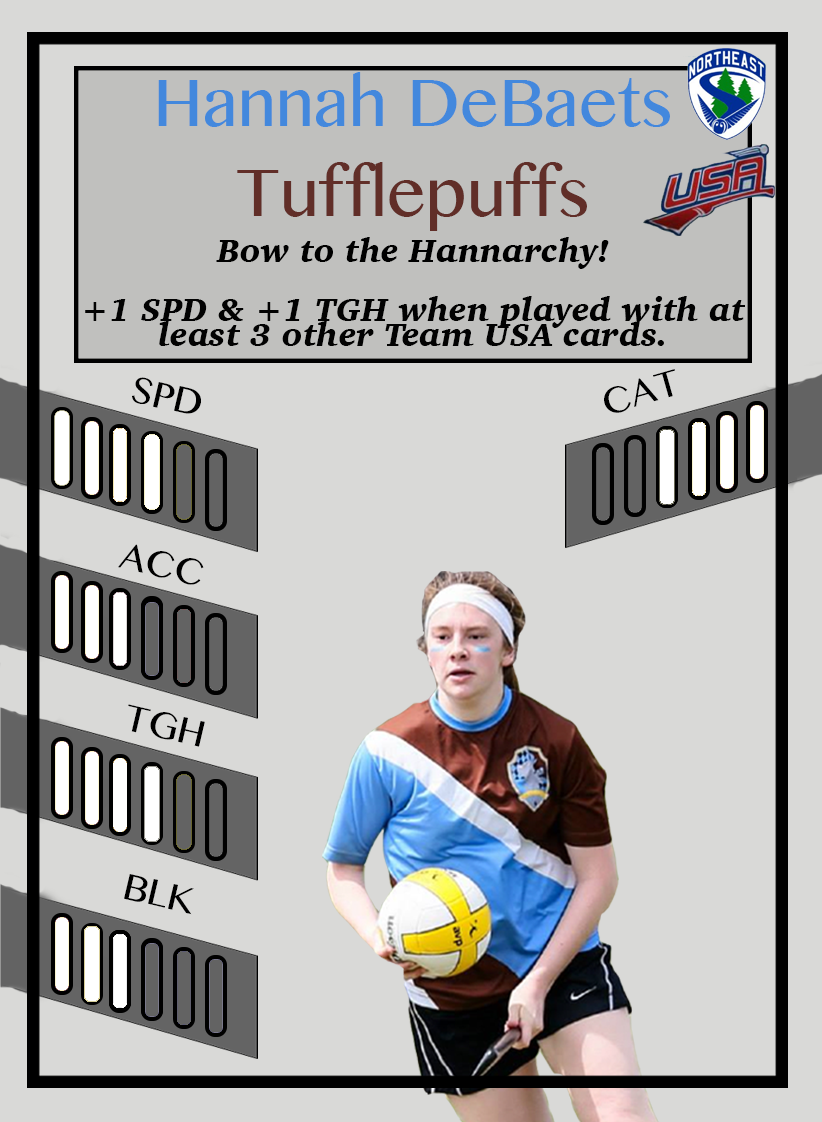 Hannah DeBaets
NORTHEAST
Tufflepuffs
USA
Bow to the Hannarchy!
+1 SPD & +1 TGH when played with at
least 3 other Team USA cards.
SPD
CAT
ACC
TGH
BLK
avp